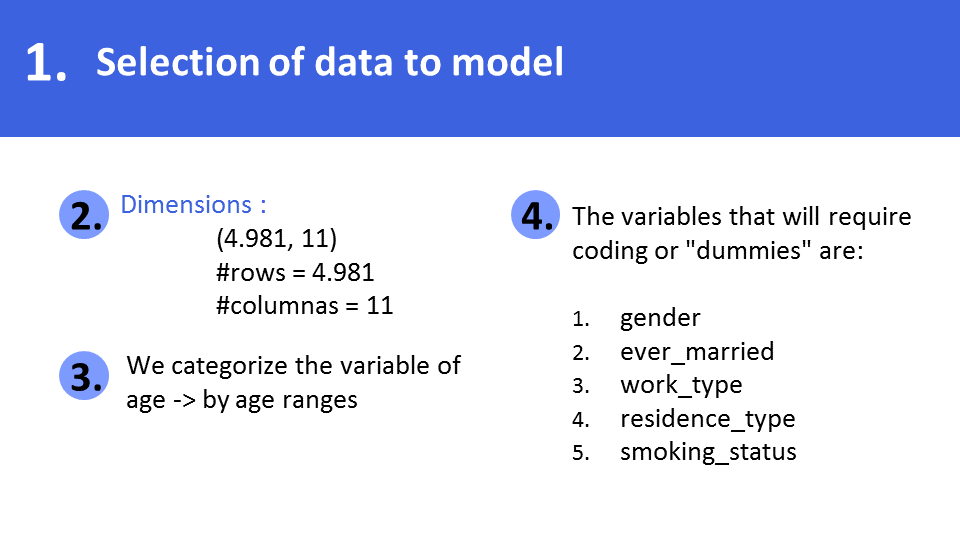 1. Selection of data to model
2. Dimensions :
(4.981, 11)
#rows = 4.981
#columnas = 11
3. We categorize the variable of
age -> by age ranges
4. The variables that will require
coding or "dummies" are:
1. gender
2. ever_married
3. work_type
4. residence_type
5. smoking_status